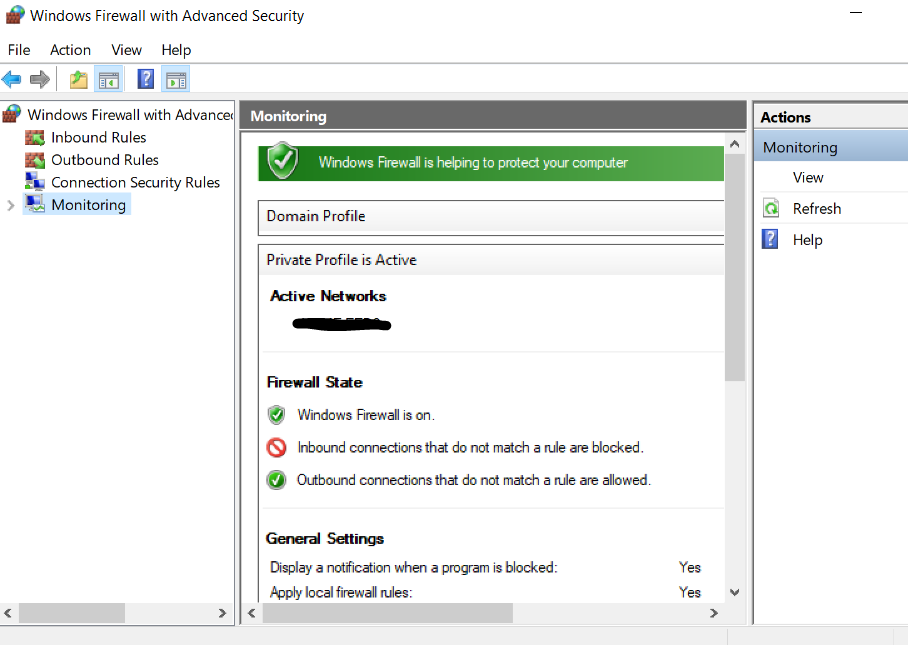 Windows Firewall with Advanced Security
File Action View Help
Windows Firewall with Advance
Inbound Rules
Outbound Rules
Connection Security Rules
Monitoring
Monitoring
Windows Firewall is helping to protect your computer
Domain Profile
Private Profile is Active
Active Networks
Firewall State
Windows Firewall is on.
Inbound connections that do not match a rule are blocked.
Outbound connections that do not match a rule are allowed.
General Settings
Display a notification when a program is blocked: Yes
Apply local firewall rules: Yes
Actions
Monitoring
View
Refresh
Help